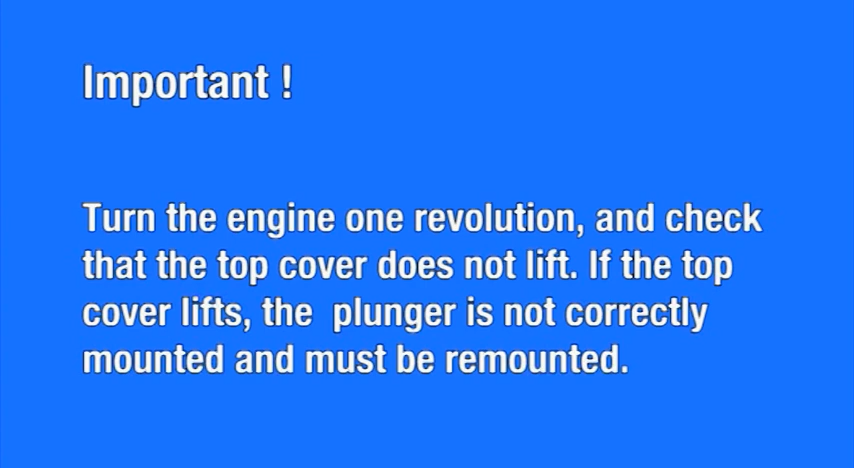 Important !
Turn the engine one revolution, and check
that the top cover does not lift. If the top
cover lifts, the  plunger is not correctly
mounted and must be remounted.